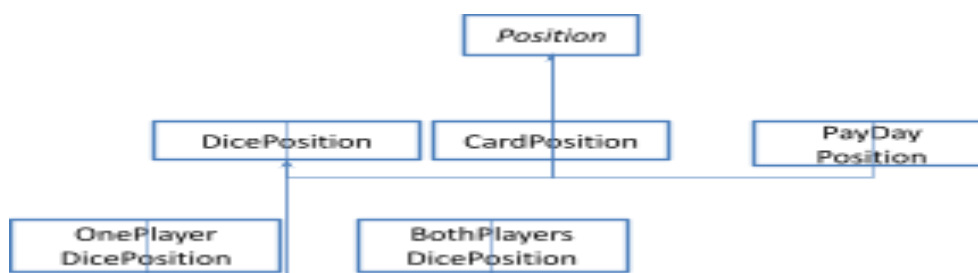 Position
DicePosition
CardPosition
PayDay
Position
OnePlayer
DicePosition
BothPlayers
DicePosition